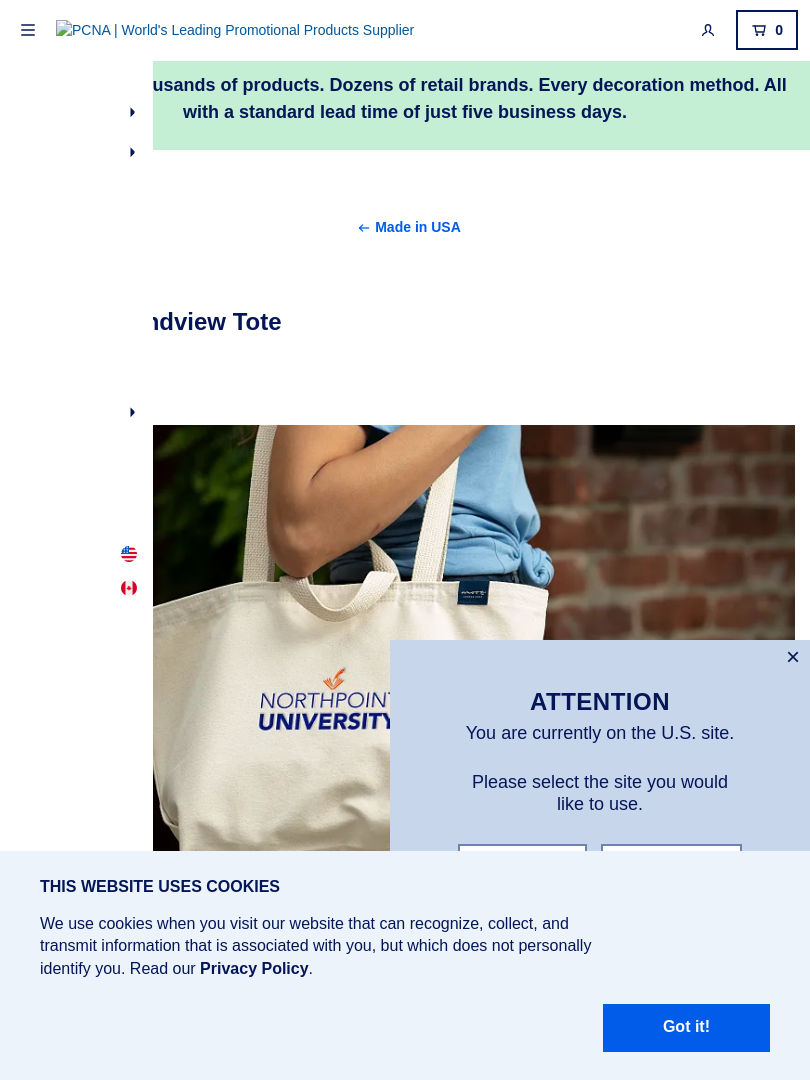 PCNA | World's Leading Promotional Products Supplier
0
usands of products. Dozens of retail brands. Every decoration method. All
with a standard lead time of just five business days.
Made in USA
ndview Tote
NORTHPOINT
UNIVERSITY
ATTENTION
You are currently on the U.S. site.
Please select the site you would
like to use.
THIS WEBSITE USES COOKIES
We use cookies when you visit our website that can recognize, collect, and
transmit information that is associated with you, but which does not personally
identify you. Read our Privacy Policy.
Got it!